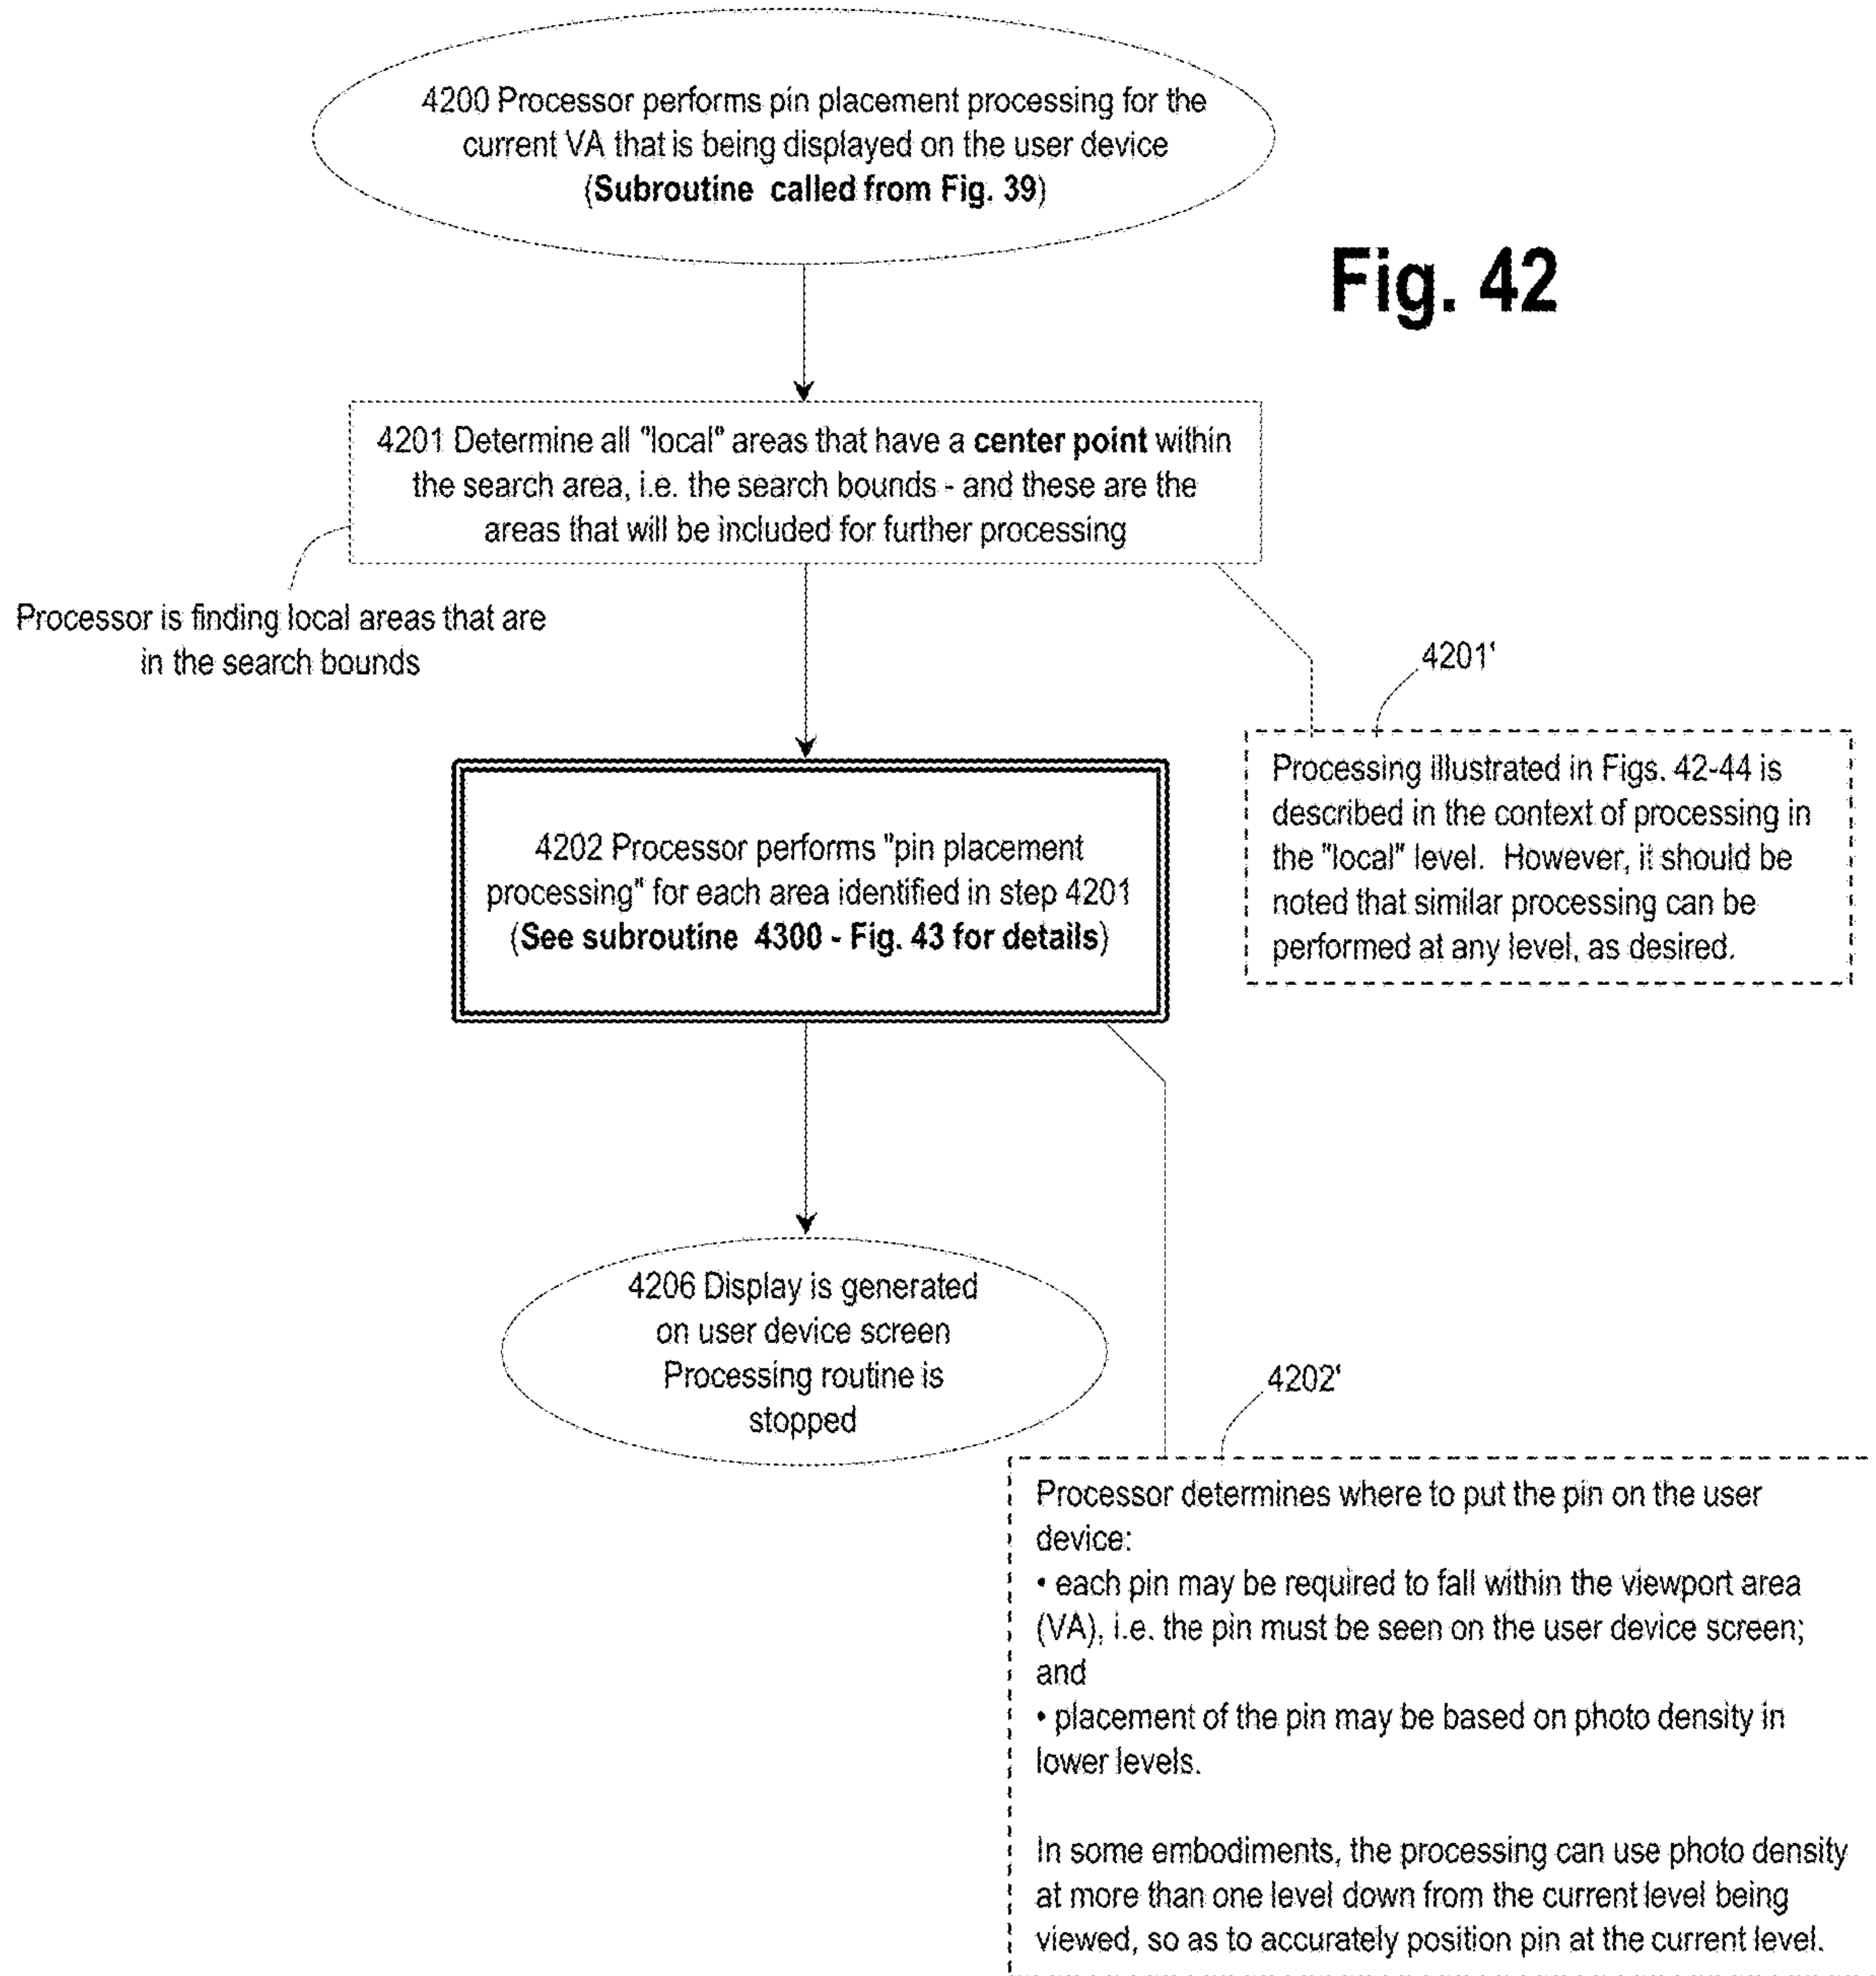 4200 Processor performs pin placement processing for the
current VA that is being displayed on the user device
(Subroutine called from Fig. 39)
Fig. 42
4201 Determine all "local" areas that have a center point within
the search area, i.e. the search bounds - and these are the
areas that will be included for further processing
Processor is finding local areas that are
in the search bounds
4201'
Processing illustrated in Figs. 42-44 is
described in the context of processing in
the "local" level. However, it should be
noted that similar processing can be
performed at any level, as desired.
4202 Processor performs "pin placement
processing" for each area identified in step 4201
(See subroutine 4300 - Fig. 43 for details)
4206 Display is generated
on user device screen
Processing routine is
stopped
4202'
Processor determines where to put the pin on the user
device:
• each pin may be required to fall within the viewport area
(VA), i.e. the pin must be seen on the user device screen;
and
• placement of the pin may be based on photo density in
lower levels.
In some embodiments, the processing can use photo density
at more than one level down from the current level being
viewed, so as to accurately position pin at the current level.